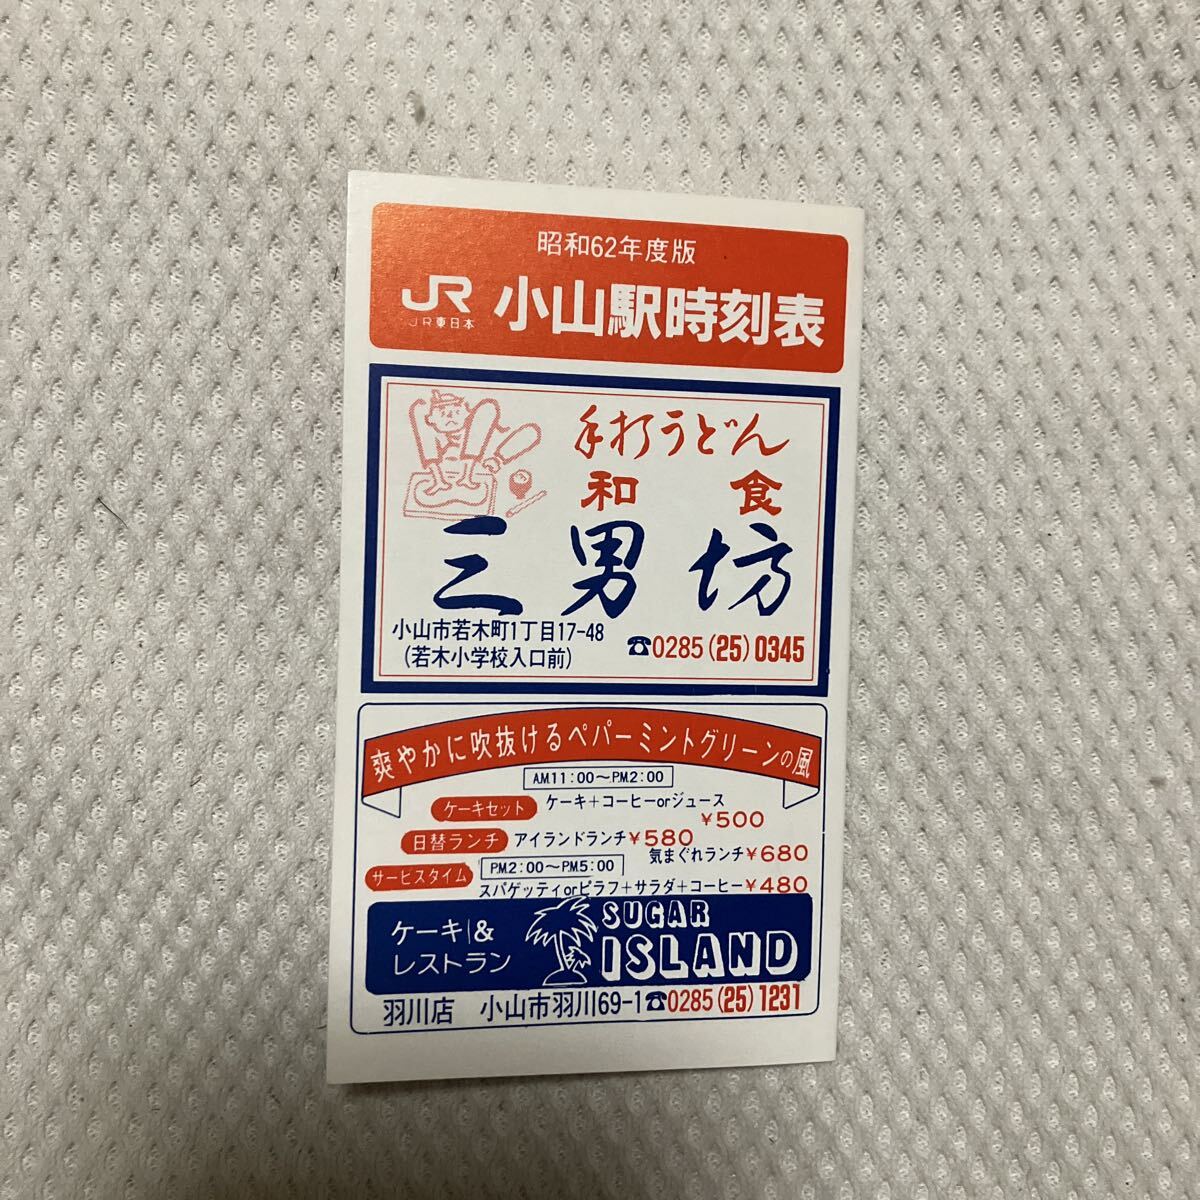 昭和62年度版
JR 小山駅時刻表
JR東日本
手打うどん
和食
三男坊
小山市若木町1丁目17-48
(若木小学校入口前)
☎0285(25)0345
爽やかに吹抜けるペパーミントグリーンの風
AM.11:00〜P.M.2:00
ケーキセット ケーキ+コーヒーorジュース
¥500
日替ランチ アイランドランチ¥580
気まぐれランチ¥680
サービスタイム P.M.2:00〜P.M.5:00
スパゲッティorピラフ+サラダ+コーヒー¥480
ケーキ&
レストラン
SUGAR
ISLAND
羽川店 小山市羽川69-1☎0285(25)1231